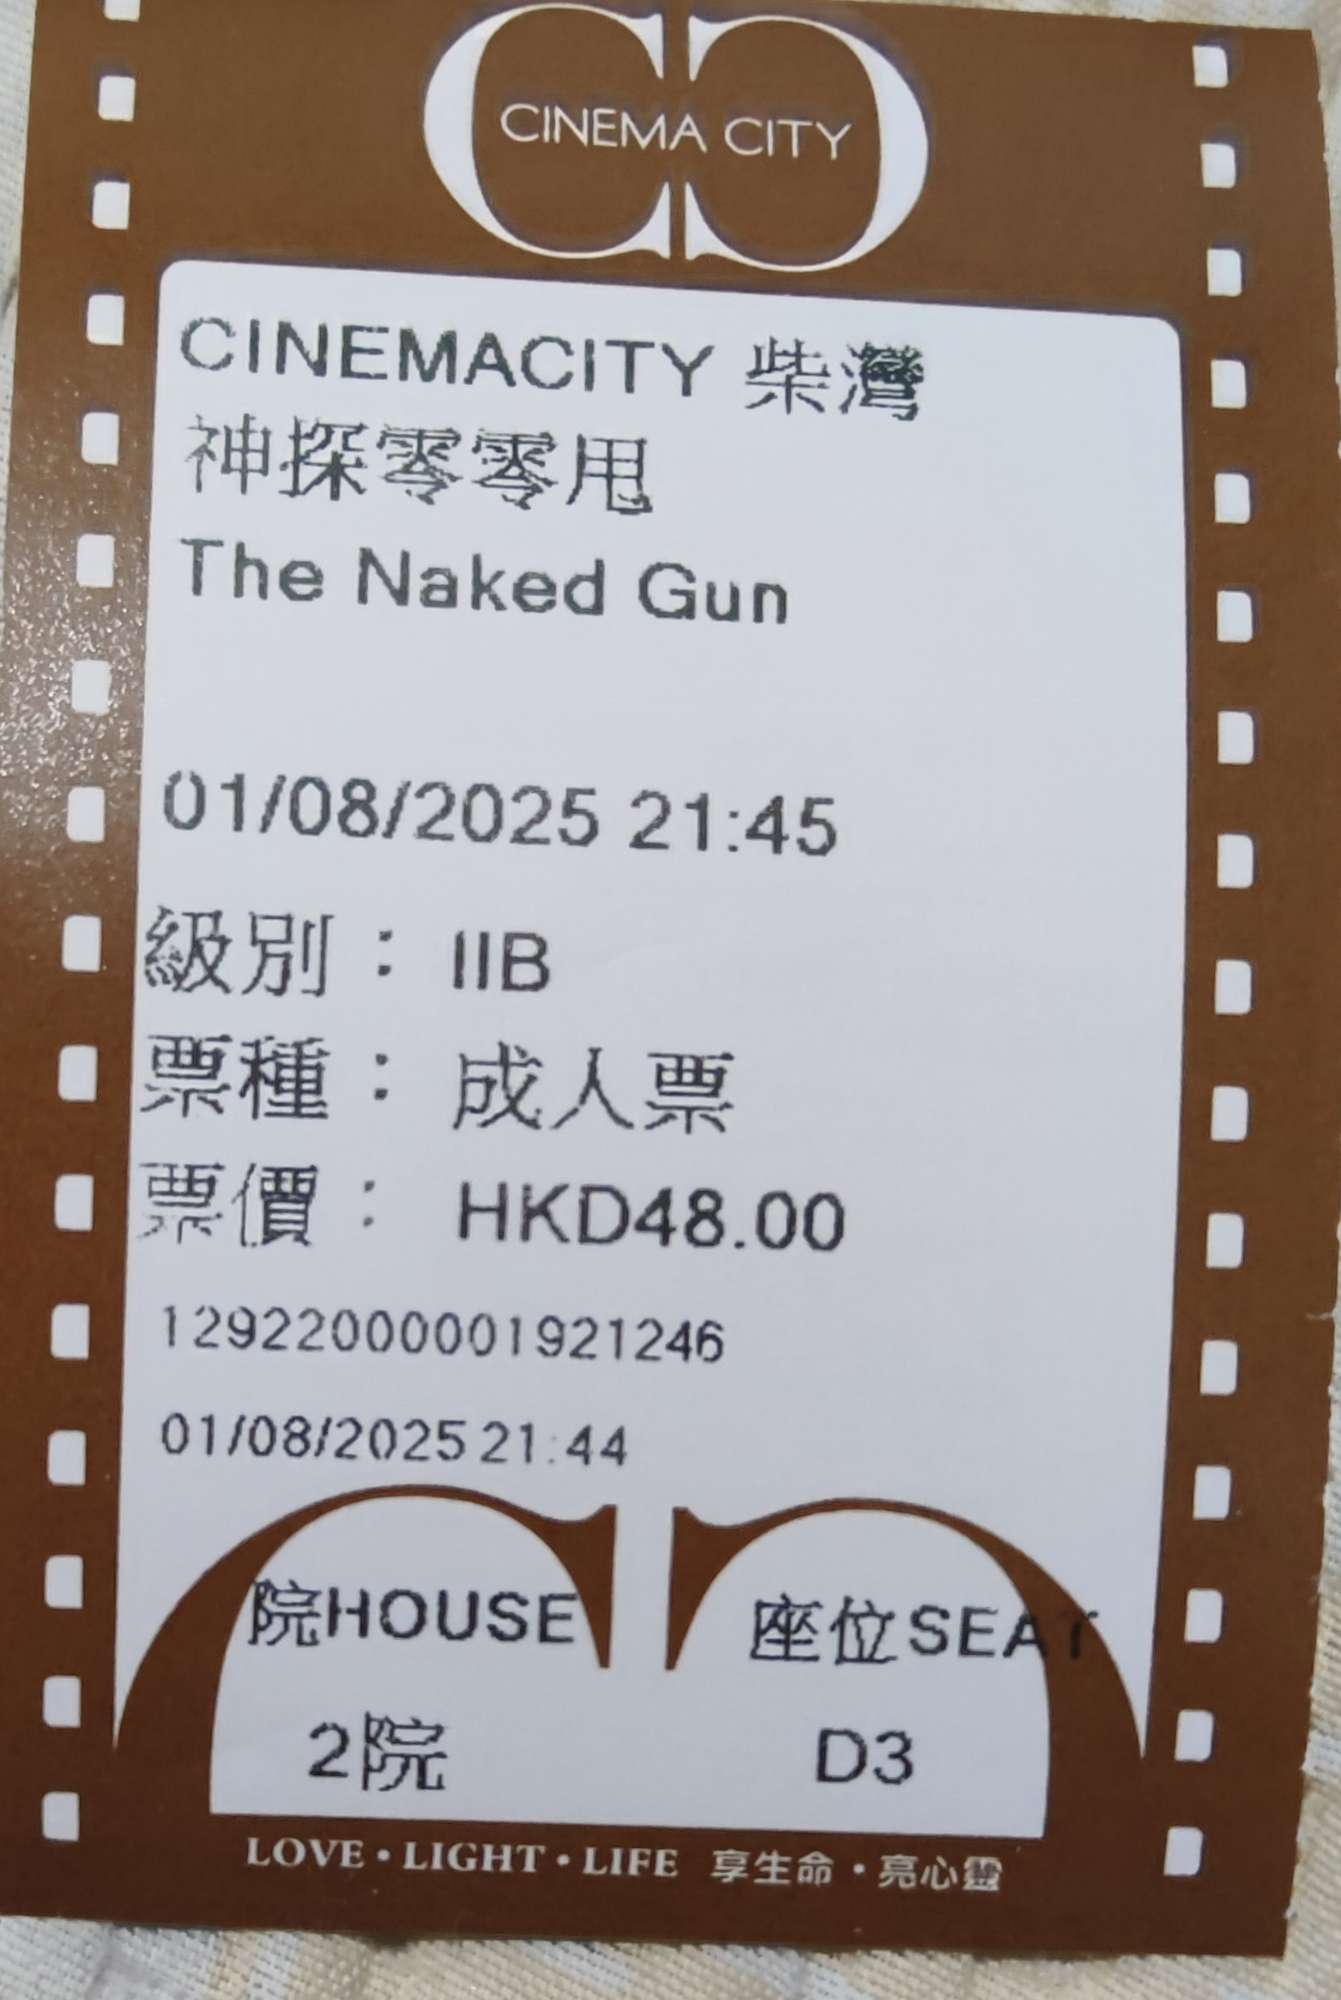 CINEMA CITY
CINEMACITY 柴灣
神探零零甩
The Naked Gun
01/08/2025 21:45
級別： IIB
票種： 成人票
票價： HKD48.00
12922000001921246
01/08/2025 21:44
院HOUSE 座位SEAT
2院 D3
LOVE・LIGHT・LIFE 享生命・亮心靈